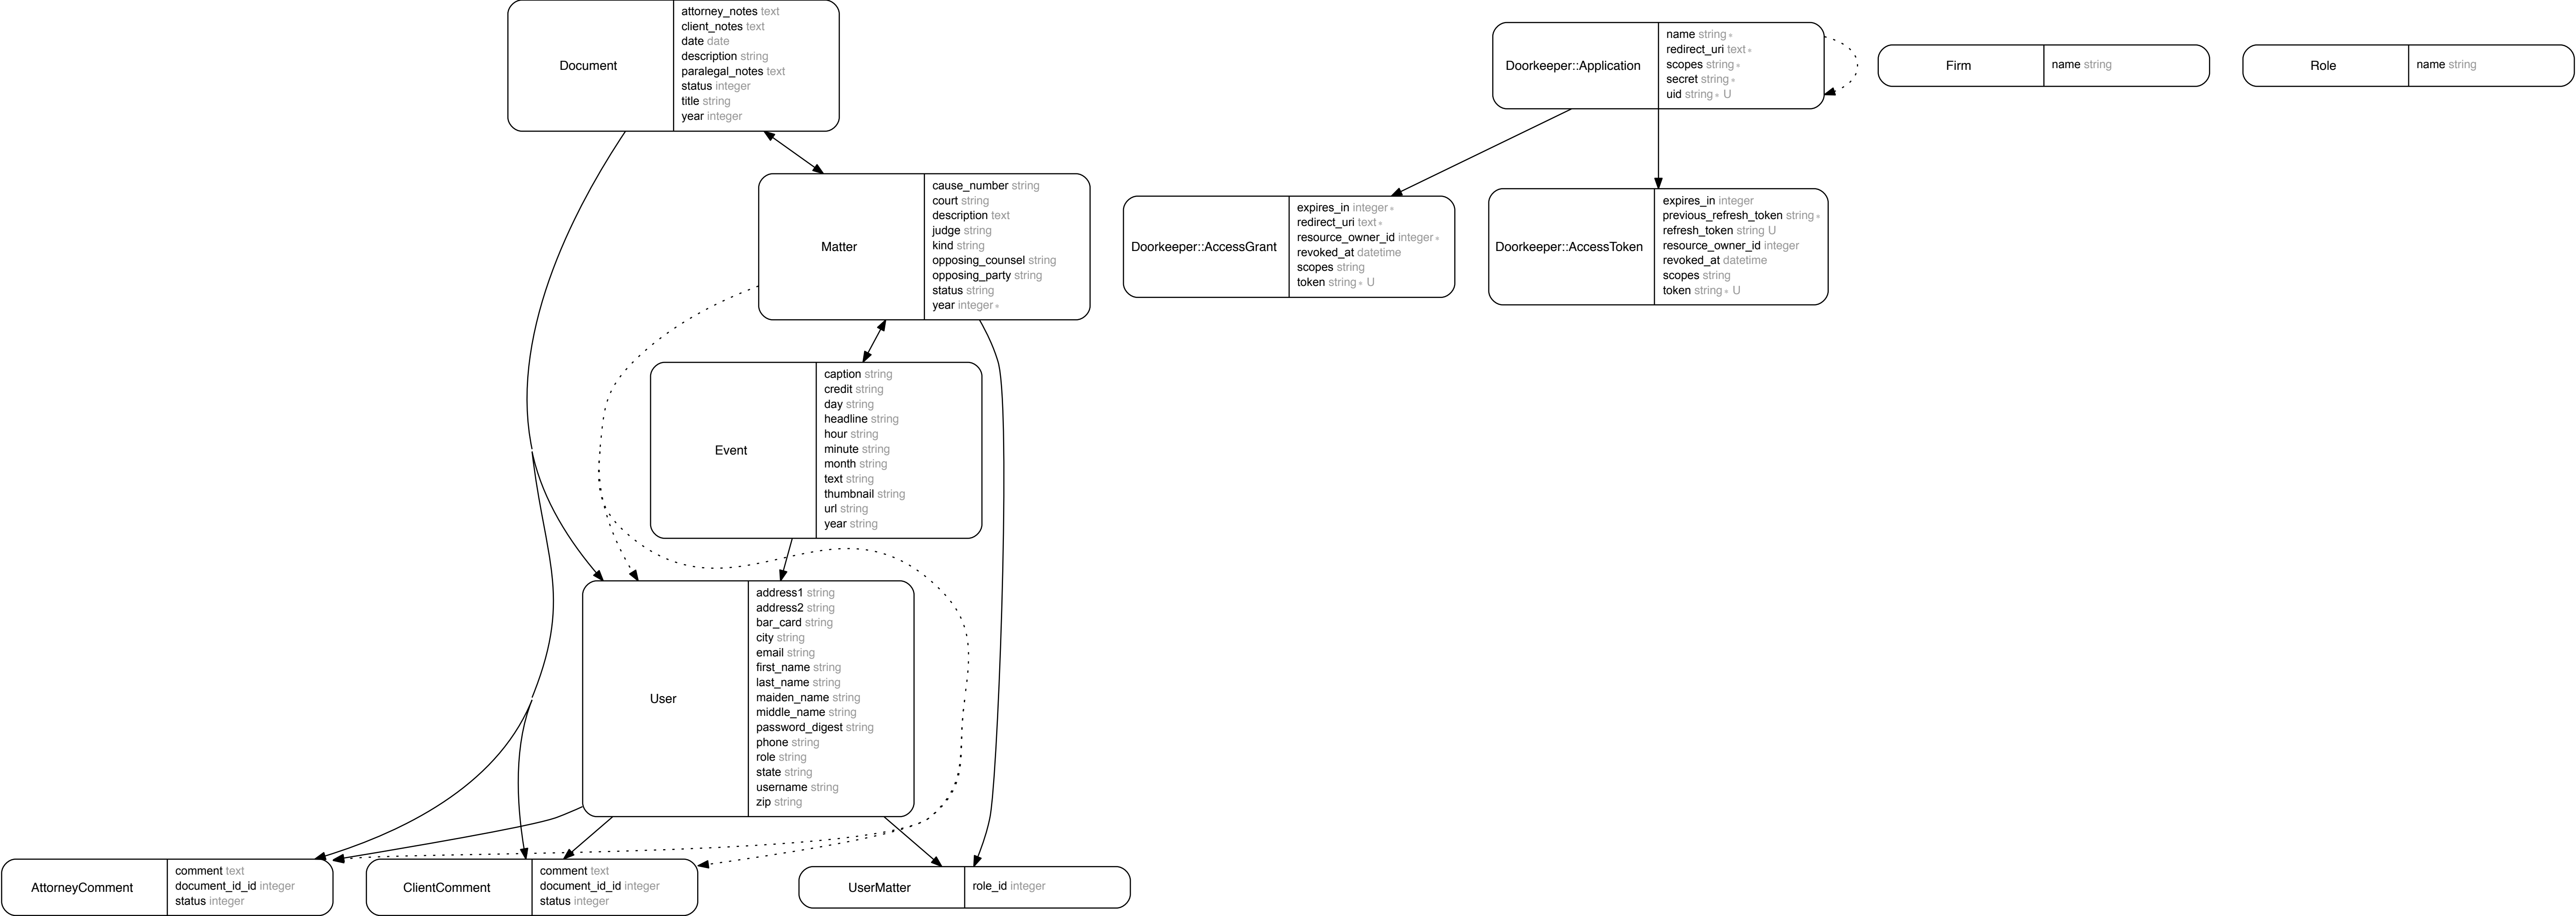 Document
attorney_notes text
client_notes text
date date
description string
paralegal_notes text
status integer
title string
year integer
Doorkeeper::Application
name string ∗
redirect_uri text ∗
scopes string ∗
secret string ∗
uid string ∗ U
Firm
name string
Role
name string
Matter
cause_number string
court string
description text
judge string
kind string
opposing_counsel string
opposing_party string
status string
year integer ∗
Doorkeeper::AccessGrant
expires_in integer ∗
redirect_uri text ∗
resource_owner_id integer ∗
revoked_at datetime
scopes string
token string ∗ U
Doorkeeper::AccessToken
expires_in integer
previous_refresh_token string ∗
refresh_token string U
resource_owner_id integer
revoked_at datetime
scopes string
token string ∗ U
Event
caption string
credit string
day string
headline string
hour string
minute string
month string
text string
thumbnail string
url string
year string
User
address1 string
address2 string
bar_card string
city string
email string
first_name string
last_name string
maiden_name string
middle_name string
password_digest string
phone string
role string
state string
username string
zip string
AttorneyComment
comment text
document_id_id integer
status integer
ClientComment
comment text
document_id_id integer
status integer
UserMatter
role_id integer